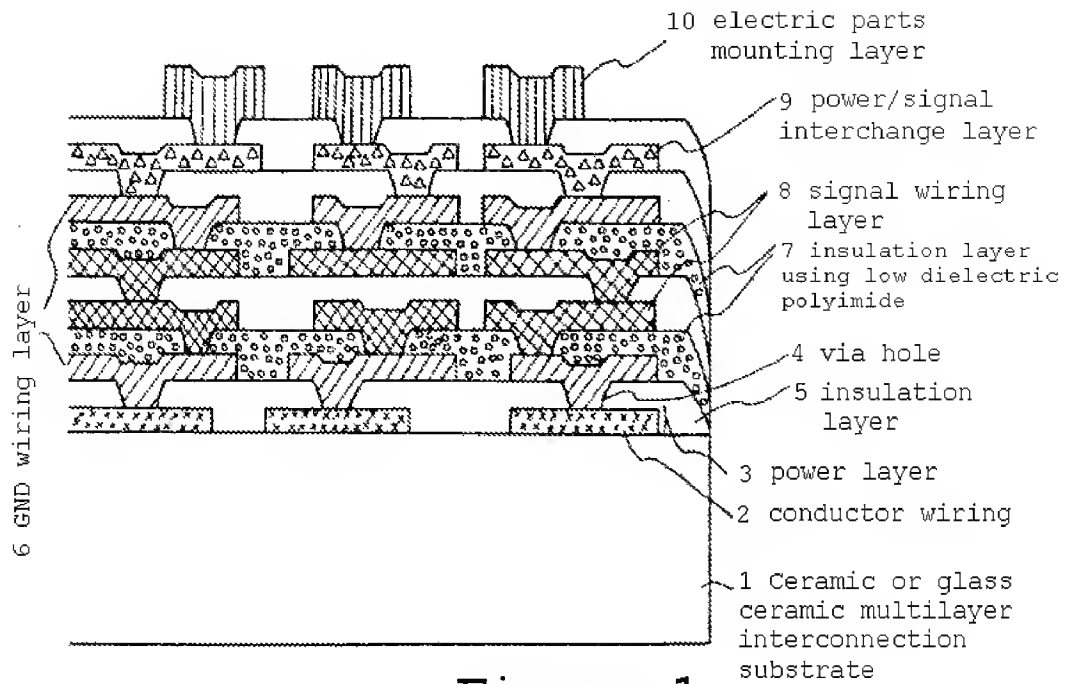 10 electric parts
mounting layer
9 power/signal
interchange layer
8 signal wiring
layer
7 insulation layer
using low dielectric
polyimide
4 via hole
5 insulation
layer
3 power layer
2 conductor wiring
1 Ceramic or glass
ceramic multilayer
interconnection
substrate
6 GND wiring layer